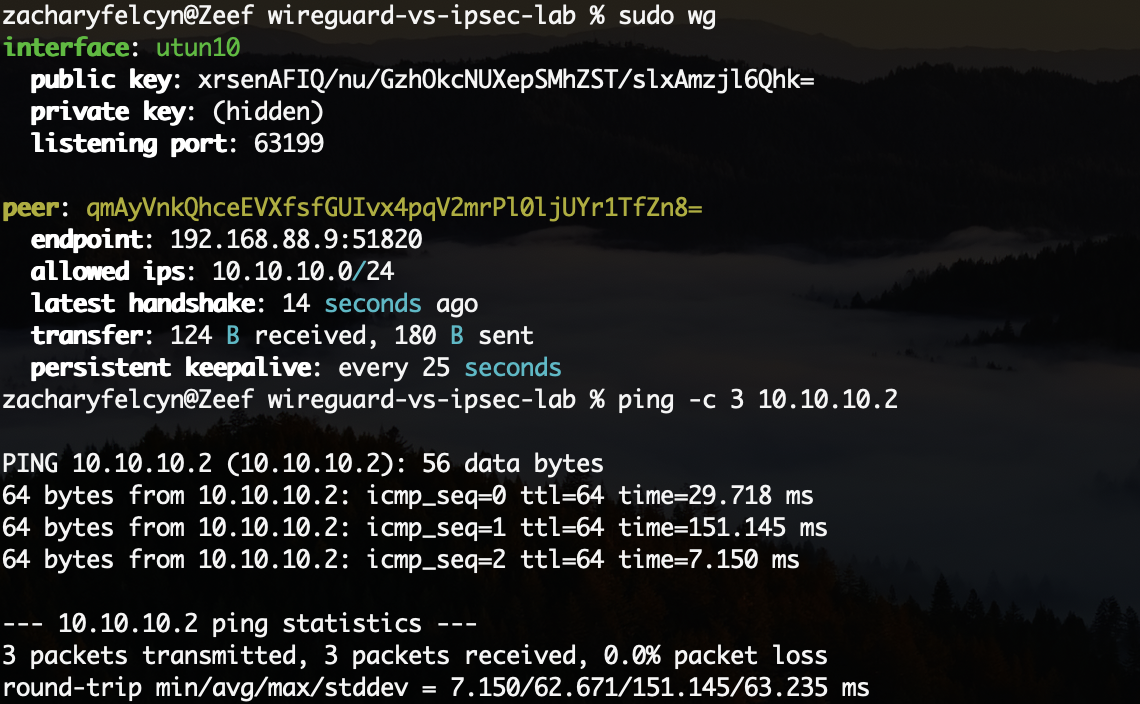 zacharyfelcyn@Zeef wireguard-vs-ipsec-lab % sudo wg
interface: utun10
  public key: xrsenAFIQ/nu/GzhOkcNUXepSMhZST/slxAmzjl6Qhk=
  private key: (hidden)
  listening port: 63199

peer: qmAyVnkQhceEVXfsfGUIvx4pqV2mrPl0ljUYr1TfZn8=
  endpoint: 192.168.88.9:51820
  allowed ips: 10.10.10.0/24
  latest handshake: 14 seconds ago
  transfer: 124 B received, 180 B sent
  persistent keepalive: every 25 seconds
zacharyfelcyn@Zeef wireguard-vs-ipsec-lab % ping -c 3 10.10.10.2

PING 10.10.10.2 (10.10.10.2): 56 data bytes
64 bytes from 10.10.10.2: icmp_seq=0 ttl=64 time=29.718 ms
64 bytes from 10.10.10.2: icmp_seq=1 ttl=64 time=151.145 ms
64 bytes from 10.10.10.2: icmp_seq=2 ttl=64 time=7.150 ms

--- 10.10.10.2 ping statistics ---
3 packets transmitted, 3 packets received, 0.0% packet loss
round-trip min/avg/max/stddev = 7.150/62.671/151.145/63.235 ms